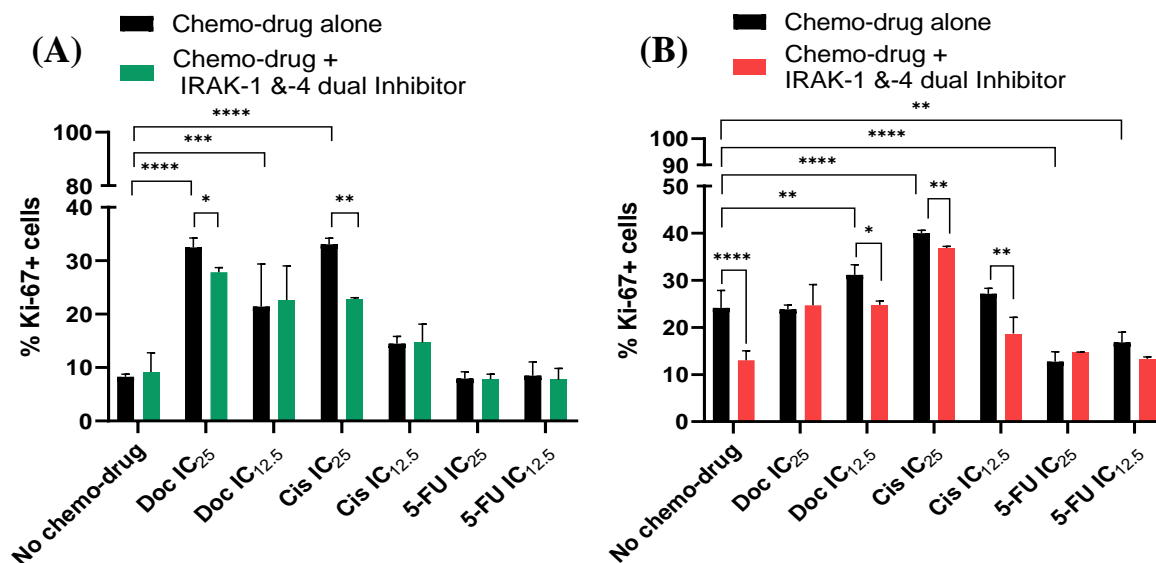 (A)
Chemo-drug alone
Chemo-drug +
IRAK-1 &-4 dual Inhibitor
% Ki-67+ cells
100
80
40
30
20
10
0
****
***
****
*
**
No chemo-drug
Doc IC25
Doc IC12.5
Cis IC25
Cis IC12.5
5-FU IC25
5-FU IC12.5
(B)
Chemo-drug alone
Chemo-drug +
IRAK-1 &-4 dual Inhibitor
% Ki-67+ cells
100
90
50
40
30
20
10
0
**
****
****
**
**
*
**
****
No chemo-drug
Doc IC25
Doc IC12.5
Cis IC25
Cis IC12.5
5-FU IC25
5-FU IC12.5